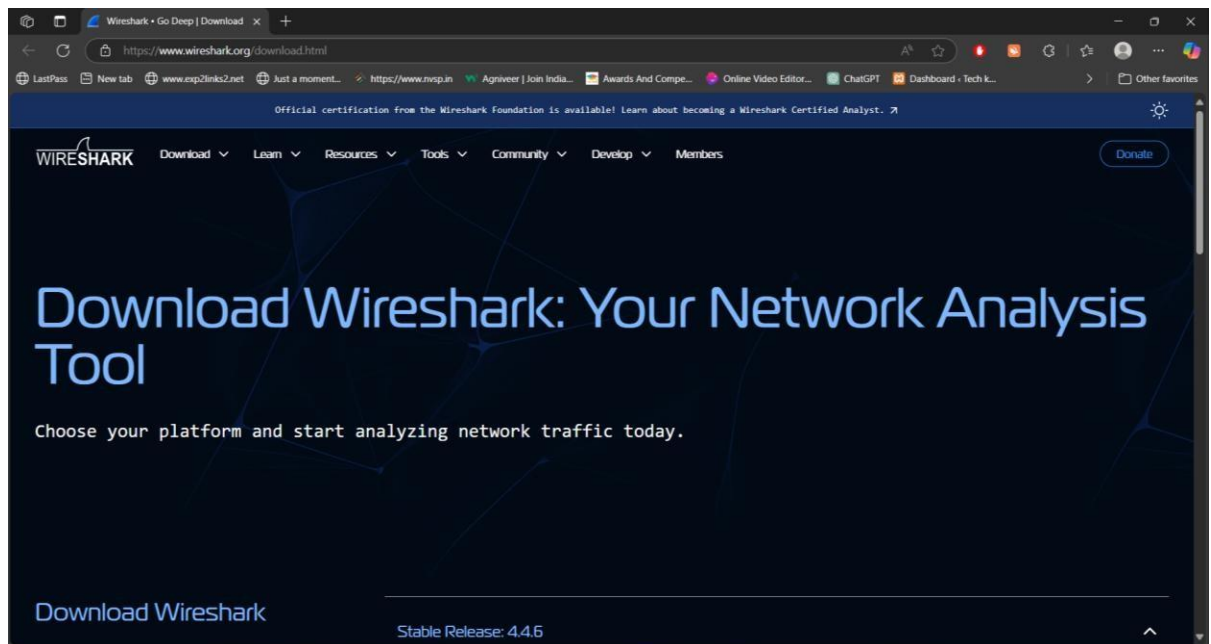 Wireshark • Go Deep | Download
https://www.wireshark.org/download.html
LastPass New tab www.exp2links2.net Just a moment... https://www.nvsp.in Agniveer | Join India... Awards And Compe... Online Video Editor... ChatGPT Dashboard ‹ Tech k... Other favorites
Official certification from the Wireshark Foundation is available! Learn about becoming a Wireshark Certified Analyst.
WIRESHARK Download Learn Resources Tools Community Develop Members Donate
Download Wireshark: Your Network Analysis
Tool
Choose your platform and start analyzing network traffic today.
Download Wireshark
Stable Release: 4.4.6